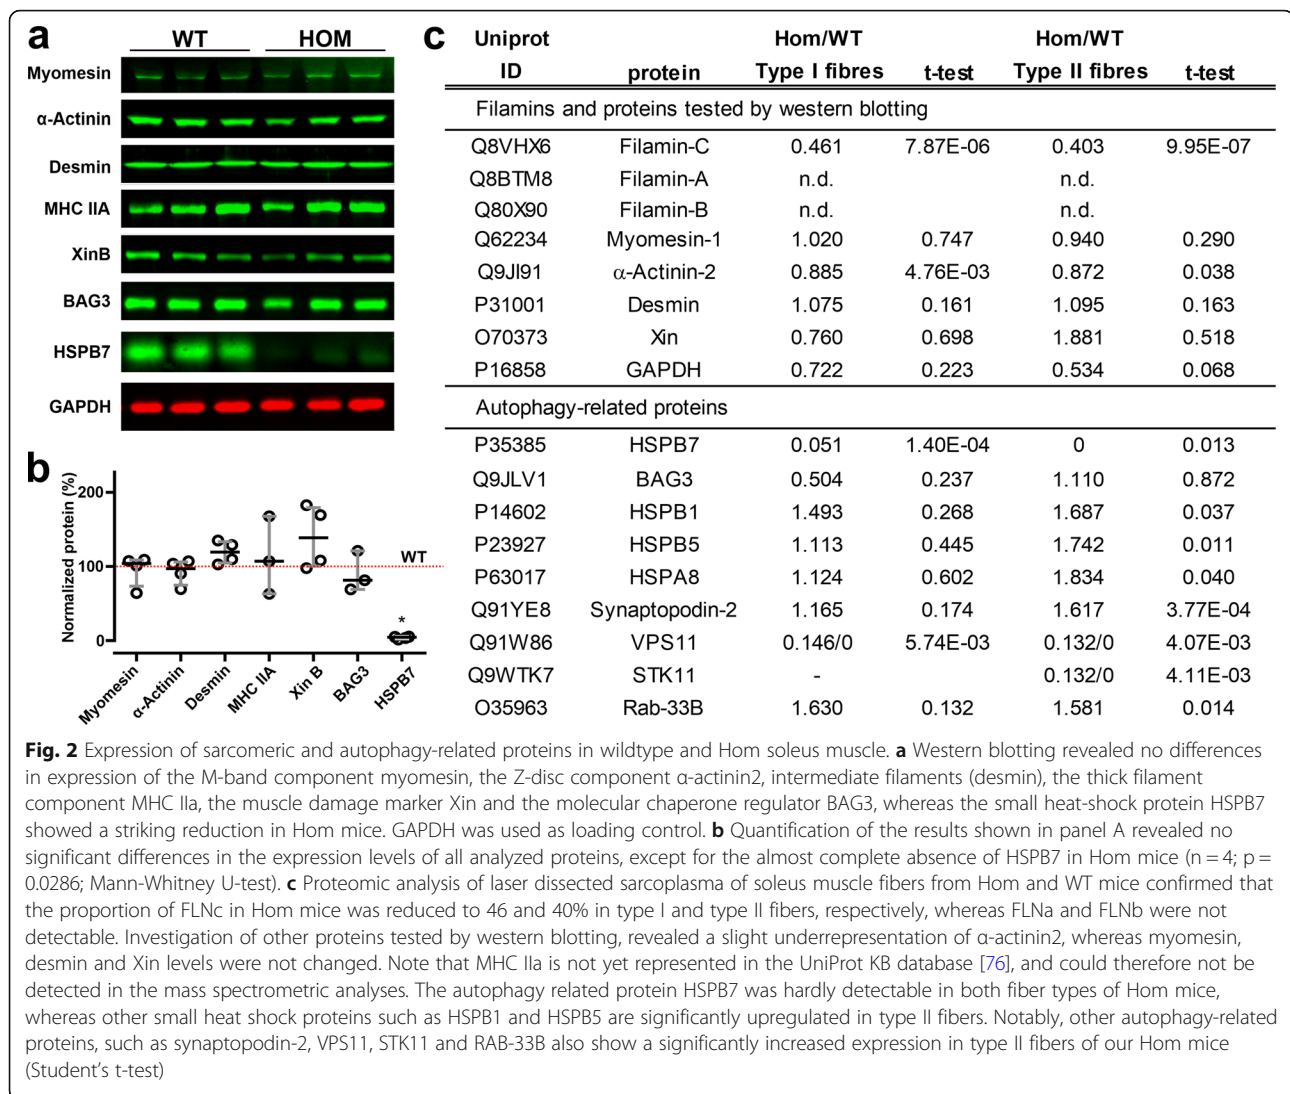 a
WT HOM
Myomesin
α-Actinin
Desmin
MHC IIA
XinB
BAG3
HSPB7
GAPDH
b
Normalized protein (%)
200
100
0
WT
*
Myomesin
α-Actinin
Desmin
MHC IIA
Xin B
BAG3
HSPB7
c
Uniprot Hom/WT Hom/WT
ID protein Type I fibres t-test Type II fibres t-test
Filamins and proteins tested by western blotting
Q8VHX6 Filamin-C 0.461 7.87E-06 0.403 9.95E-07
Q8BTM8 Filamin-A n.d. n.d.
Q80X90 Filamin-B n.d. n.d.
Q62234 Myomesin-1 1.020 0.747 0.940 0.290
Q9JI91 α-Actinin-2 0.885 4.76E-03 0.872 0.038
P31001 Desmin 1.075 0.161 1.095 0.163
O70373 Xin 0.760 0.698 1.881 0.518
P16858 GAPDH 0.722 0.223 0.534 0.068
Autophagy-related proteins
P35385 HSPB7 0.051 1.40E-04 0 0.013
Q9JLV1 BAG3 0.504 0.237 1.110 0.872
P14602 HSPB1 1.493 0.268 1.687 0.037
P23927 HSPB5 1.113 0.445 1.742 0.011
P63017 HSPA8 1.124 0.602 1.834 0.040
Q91YE8 Synaptopodin-2 1.165 0.174 1.617 3.77E-04
Q91W86 VPS11 0.146/0 5.74E-03 0.132/0 4.07E-03
Q9WTK7 STK11 - 0.132/0 4.11E-03
O35963 Rab-33B 1.630 0.132 1.581 0.014
Fig. 2 Expression of sarcomeric and autophagy-related proteins in wildtype and Hom soleus muscle. a Western blotting revealed no differences
in expression of the M-band component myomesin, the Z-disc component α-actinin2, intermediate filaments (desmin), the thick filament
component MHC IIa, the muscle damage marker Xin and the molecular chaperone regulator BAG3, whereas the small heat-shock protein HSPB7
showed a striking reduction in Hom mice. GAPDH was used as loading control. b Quantification of the results shown in panel A revealed no
significant differences in the expression levels of all analyzed proteins, except for the almost complete absence of HSPB7 in Hom mice (n = 4; p =
0.0286; Mann-Whitney U-test). c Proteomic analysis of laser dissected sarcoplasma of soleus muscle fibers from Hom and WT mice confirmed that
the proportion of FLNc in Hom mice was reduced to 46 and 40% in type I and type II fibers, respectively, whereas FLNa and FLNb were not
detectable. Investigation of other proteins tested by western blotting, revealed a slight underrepresentation of α-actinin2, whereas myomesin,
desmin and Xin levels were not changed. Note that MHC IIa is not yet represented in the UniProt KB database [76], and could therefore not be
detected in the mass spectrometric analyses. The autophagy related protein HSPB7 was hardly detectable in both fiber types of Hom mice,
whereas other small heat shock proteins such as HSPB1 and HSPB5 are significantly upregulated in type II fibers. Notably, other autophagy-related
proteins, such as synaptopodin-2, VPS11, STK11 and RAB-33B also show a significantly increased expression in type II fibers of our Hom mice
(Student's t-test)